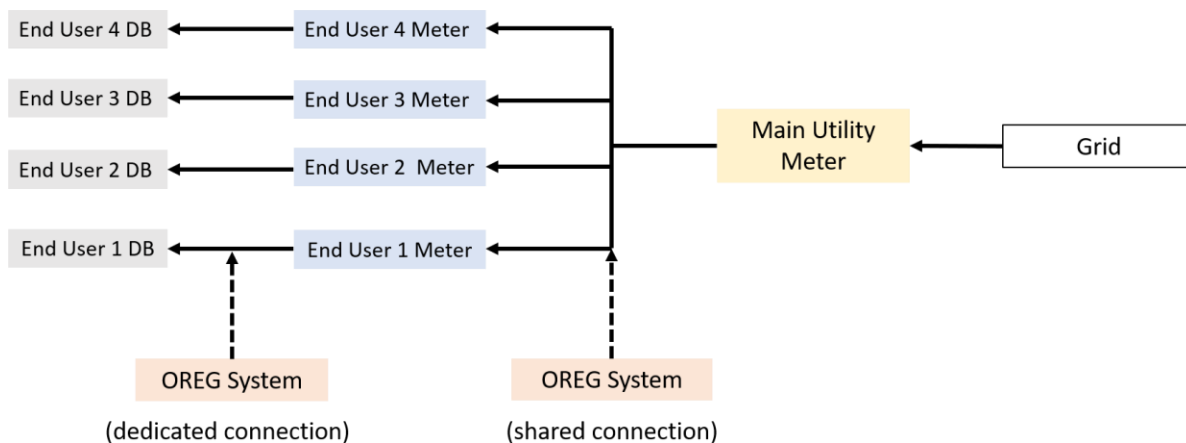 End User 4 DB
End User 4 Meter
End User 3 DB
End User 3 Meter
Main Utility
Meter
Grid
End User 2 DB
End User 2 Meter
End User 1 DB
End User 1 Meter
OREG System
(dedicated connection)
OREG System
(shared connection)